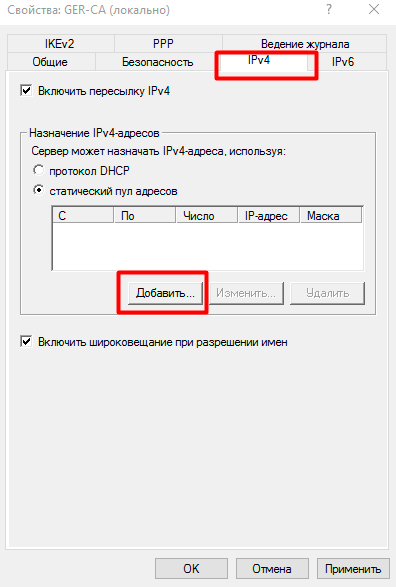 Свойства: GER-CA (локально)
IKEv2 PPP Ведение журнала
Общие Безопасность IPv4 IPv6
Включить пересылку IPv4
Назначение IPv4-адресов
Сервер может назначать IPv4-адреса, используя:
протокол DHCP
статический пул адресов
С По Число IP-адрес Маска
Добавить... Изменить... Удалить
Включить широковещание при разрешении имен
OK Отмена Применить